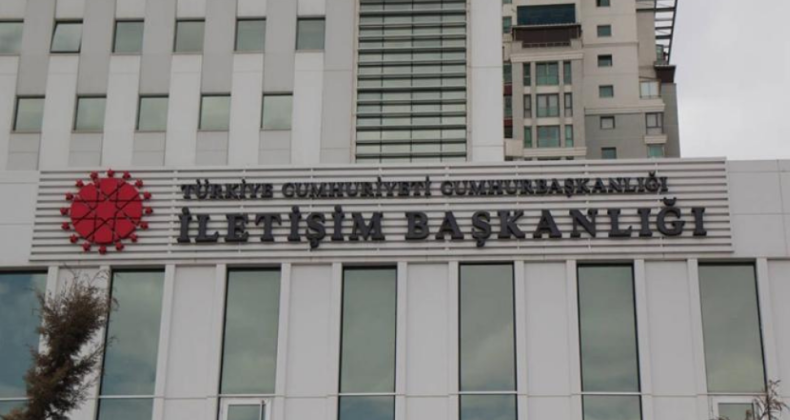 TÜRKİYE CUMHURİYETİ CUMHURBAŞKANLIĞI
İLETİŞİM BAŞKANLIĞI